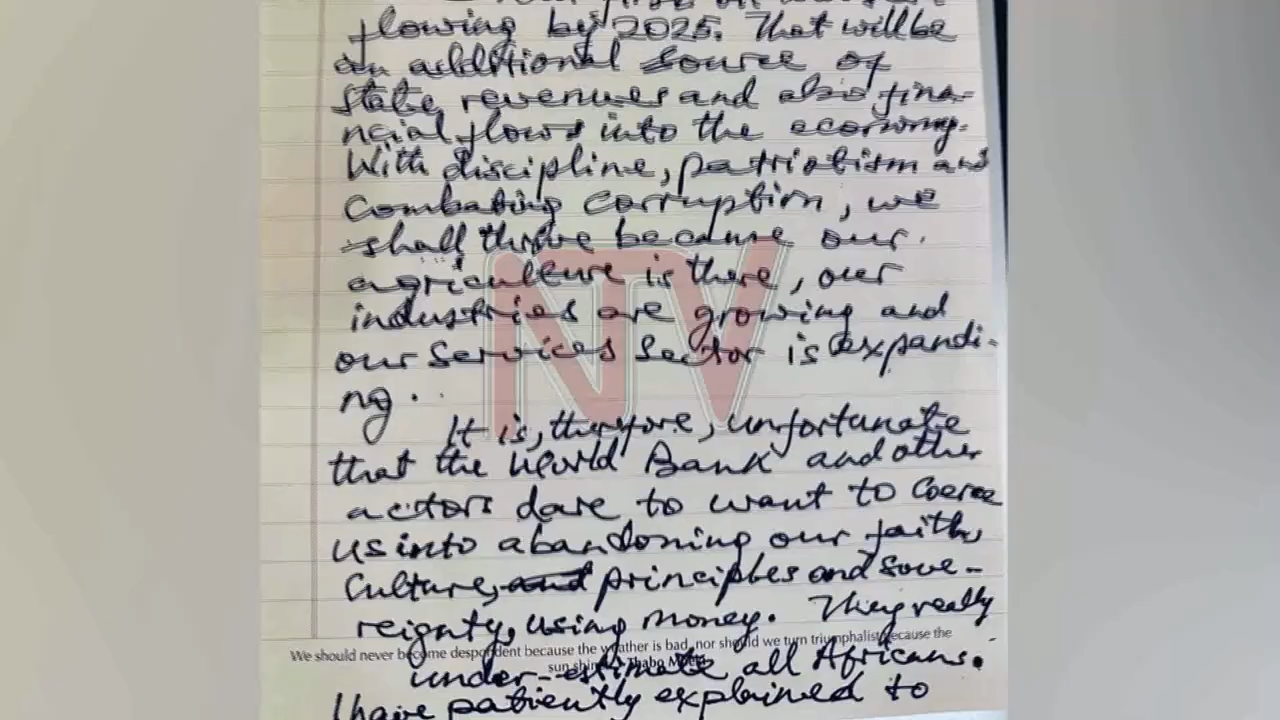 flowing by 2025. That will be
an additional source of
state revenues and also fina-
ncial flows into the economy.
With discipline, patriotism and
combating corruption, we
shall thrive because our
agriculture is there, our
industries are growing and
our services sector is expandi-
ng.
NTV
It is, therefore, unfortunate
that the World Bank and other
actors dare to want to coerce
us into abandoning our faith,
culture, and principles and sove-
reignty, using money. They really
We should never become despondent because the weather is bad, nor should we turn triumphalist because the
sun shines Thabo Mbeki
under-estimate all Africans.
I have patiently explained to